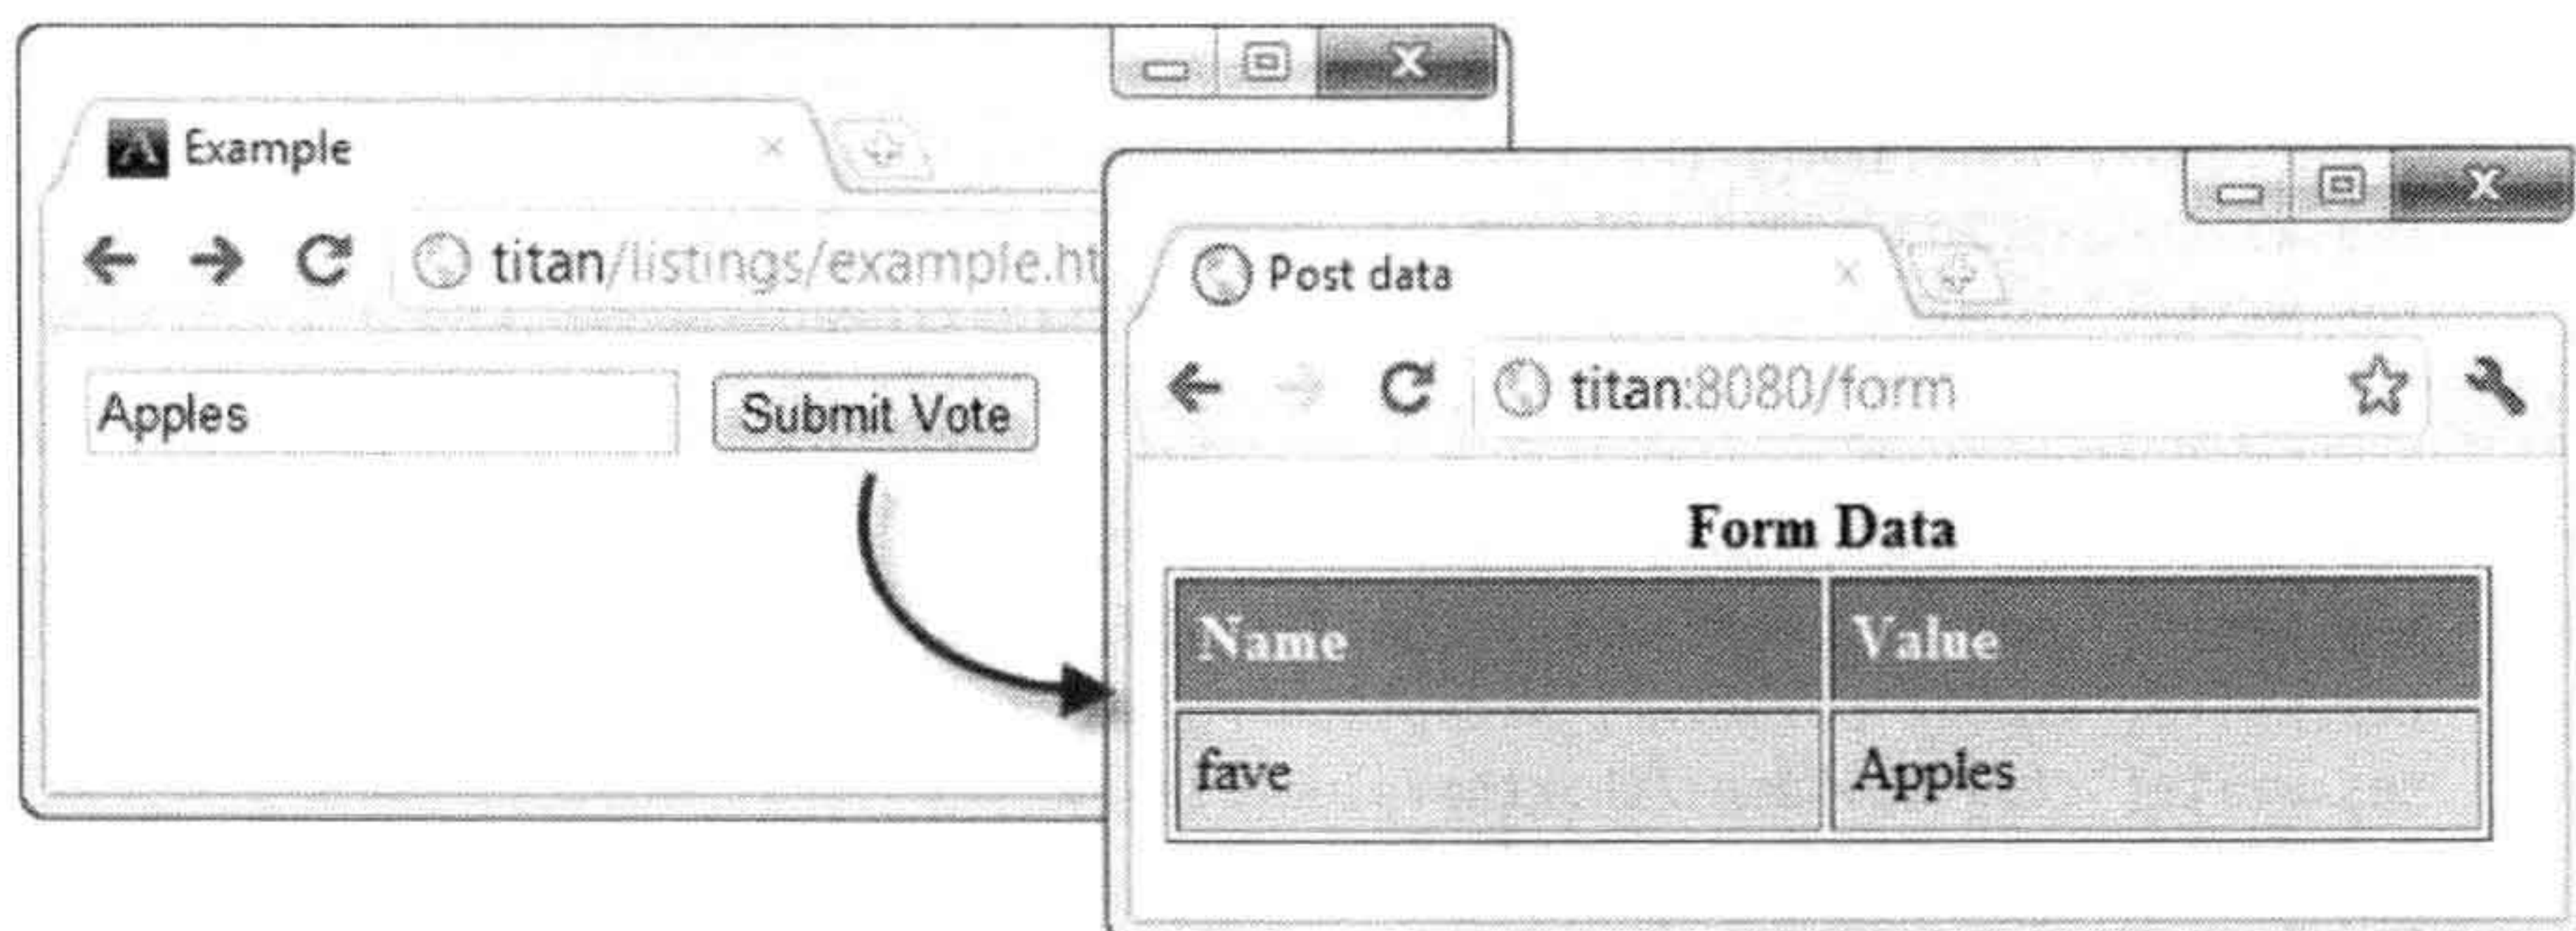 Example
titan/listings/example.ht
Apples
Submit Vote
Post data
titan:8080/form
Form Data
Name Value
fave Apples